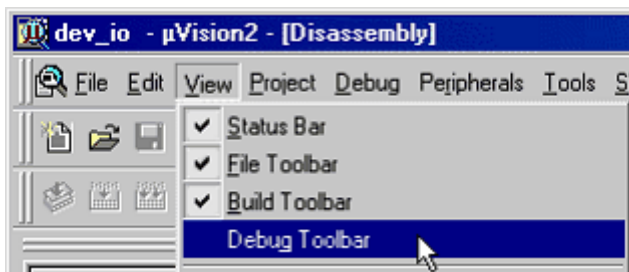 dev_io - µVision2 - [Disassembly]
File Edit View Project Debug Peripherals Tools S
Status Bar
File Toolbar
Build Toolbar
Debug Toolbar